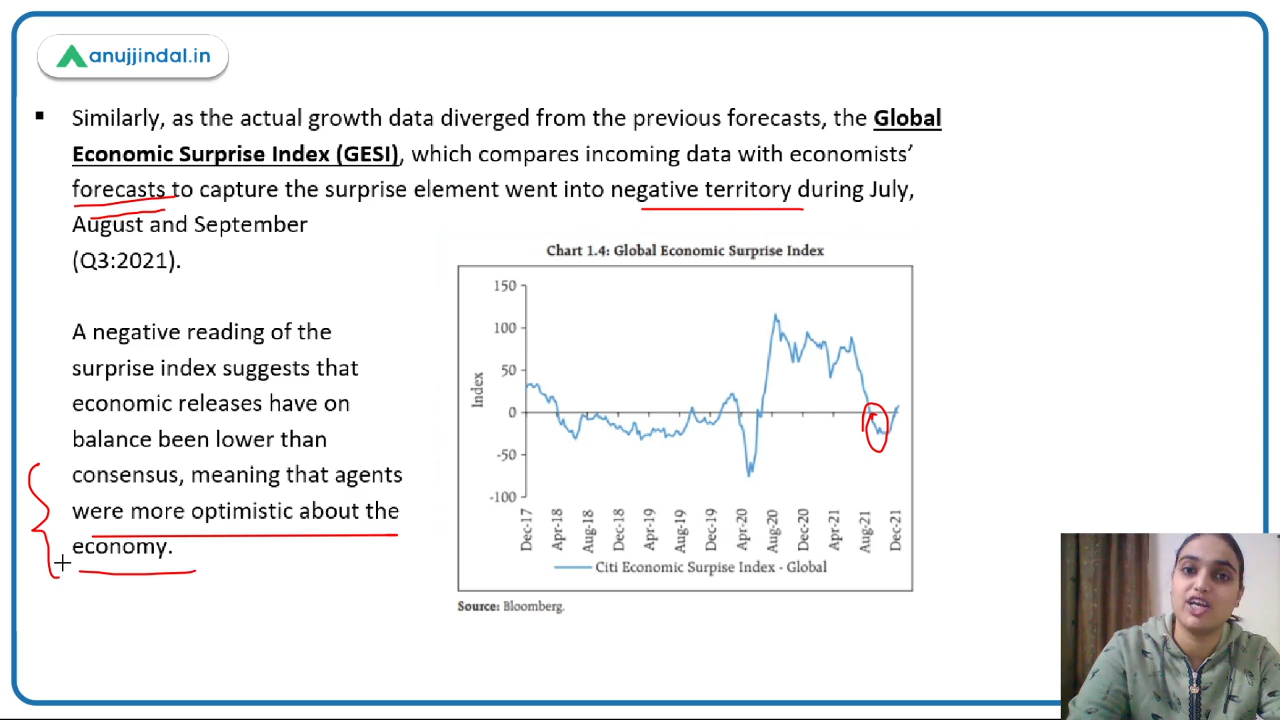 anujjindal.in
▪ Similarly, as the actual growth data diverged from the previous forecasts, the Global
Economic Surprise Index (GESI), which compares incoming data with economists’
forecasts to capture the surprise element went into negative territory during July,
August and September
(Q3:2021).
A negative reading of the
surprise index suggests that
economic releases have on
balance been lower than
consensus, meaning that agents
were more optimistic about the
economy.
Chart 1.4: Global Economic Surprise Index
150
100
50
0
-50
-100
Index
Dec-17
Apr-18
Aug-18
Dec-18
Apr-19
Aug-19
Dec-19
Apr-20
Aug-20
Dec-20
Apr-21
Aug-21
Dec-21
Citi Economic Surpise Index - Global
Source: Bloomberg.